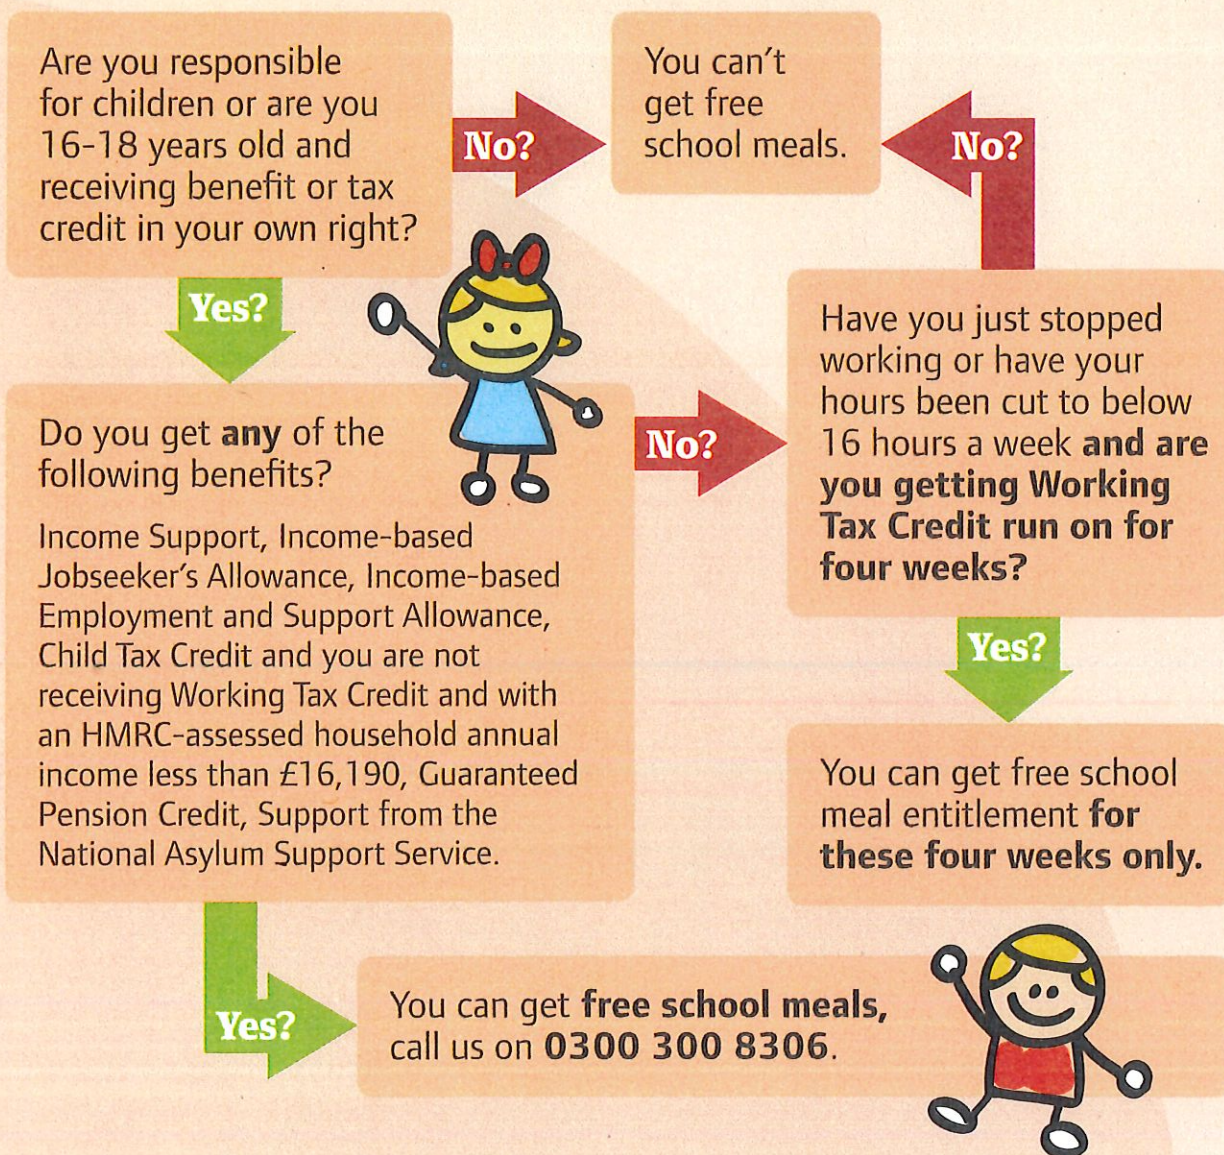 Are you responsible
for children or are you
16-18 years old and
receiving benefit or tax
credit in your own right?
No?
You can't
get free
school meals.
No?
Yes?
Do you get any of the
following benefits?
Income Support, Income-based
Jobseeker's Allowance, Income-based
Employment and Support Allowance,
Child Tax Credit and you are not
receiving Working Tax Credit and with
an HMRC-assessed household annual
income less than £16,190, Guaranteed
Pension Credit, Support from the
National Asylum Support Service.
No?
Have you just stopped
working or have your
hours been cut to below
16 hours a week and are
you getting Working
Tax Credit run on for
four weeks?
Yes?
You can get free school
meal entitlement for
these four weeks only.
Yes?
You can get free school meals,
call us on 0300 300 8306.